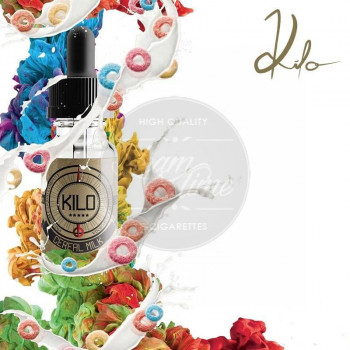 Kilo
HIGH QUALITY
KILO
CEREAL MILK
CIGARETTES